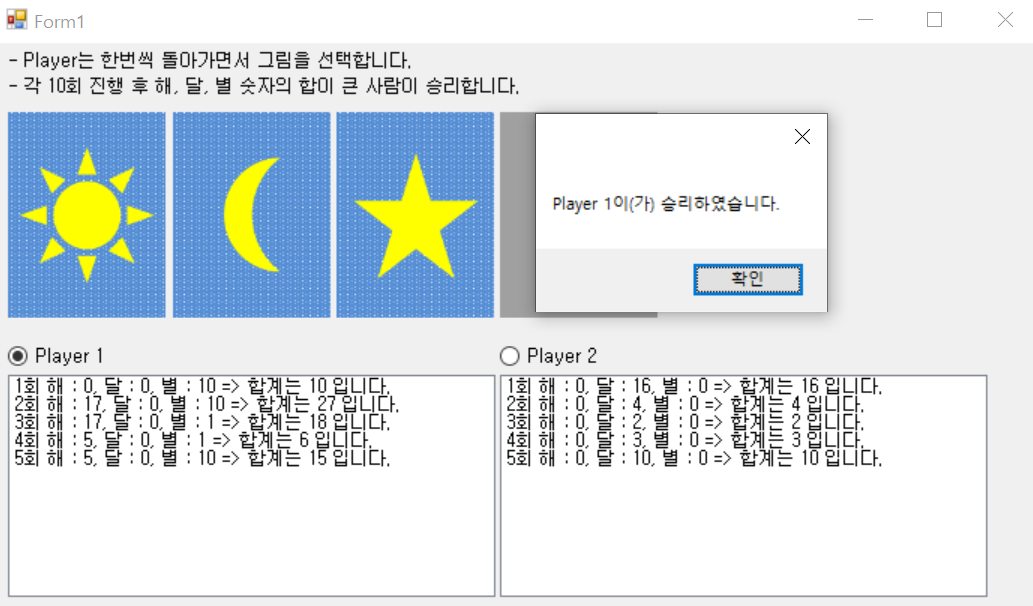 Form1
- Player는 한번씩 돌아가면서 그림을 선택합니다.
- 각 10회 진행 후 해, 달, 별 숫자의 합이 큰 사람이 승리합니다.
Player 1이(가) 승리하였습니다.
확인
Player 1
1회 해 : 0, 달 : 0, 별 : 10 => 합계는 10 입니다.
2회 해 : 17, 달 : 0, 별 : 10 => 합계는 27 입니다.
3회 해 : 17, 달 : 0, 별 : 1 => 합계는 18 입니다.
4회 해 : 5, 달 : 0, 별 : 1 => 합계는 6 입니다.
5회 해 : 5, 달 : 0, 별 : 10 => 합계는 15 입니다.
Player 2
1회 해 : 0, 달 : 16, 별 : 0 => 합계는 16 입니다.
2회 해 : 0, 달 : 4, 별 : 0 => 합계는 4 입니다.
3회 해 : 0, 달 : 2, 별 : 0 => 합계는 2 입니다.
4회 해 : 0, 달 : 3, 별 : 0 => 합계는 3 입니다.
5회 해 : 0, 달 : 10, 별 : 0 => 합계는 10 입니다.